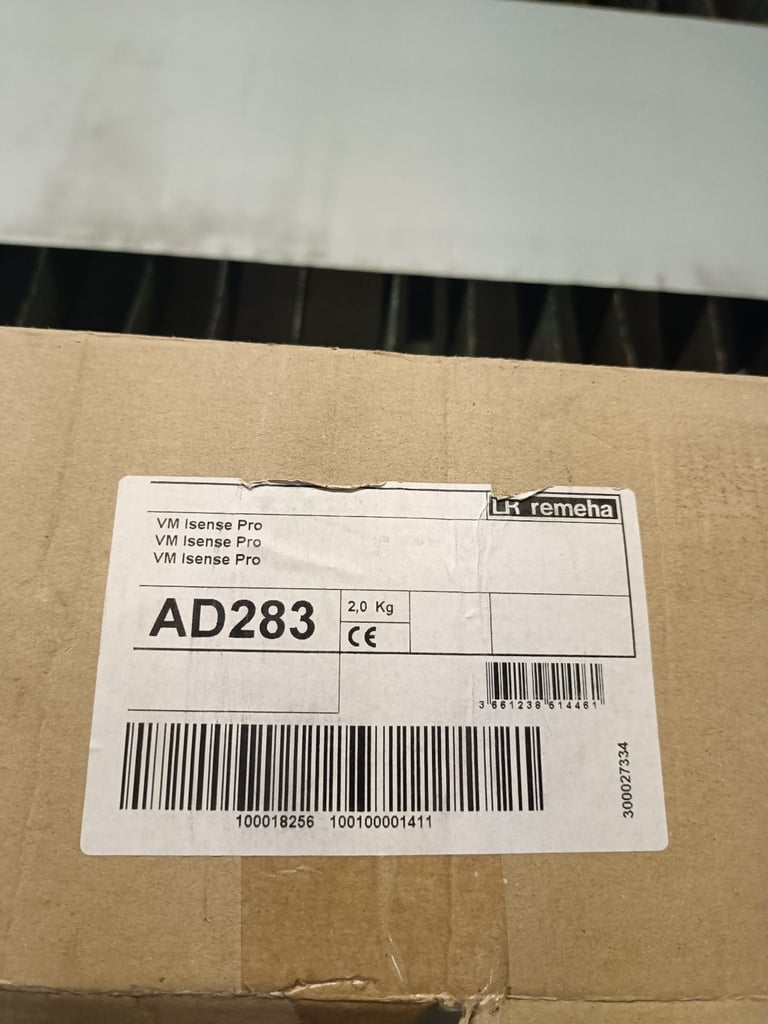 remeha
VM Isense Pro
VM Isense Pro
VM Isense Pro
AD283
2,0 Kg
CE
3 661238 514461
100018256 100100001411
300027334